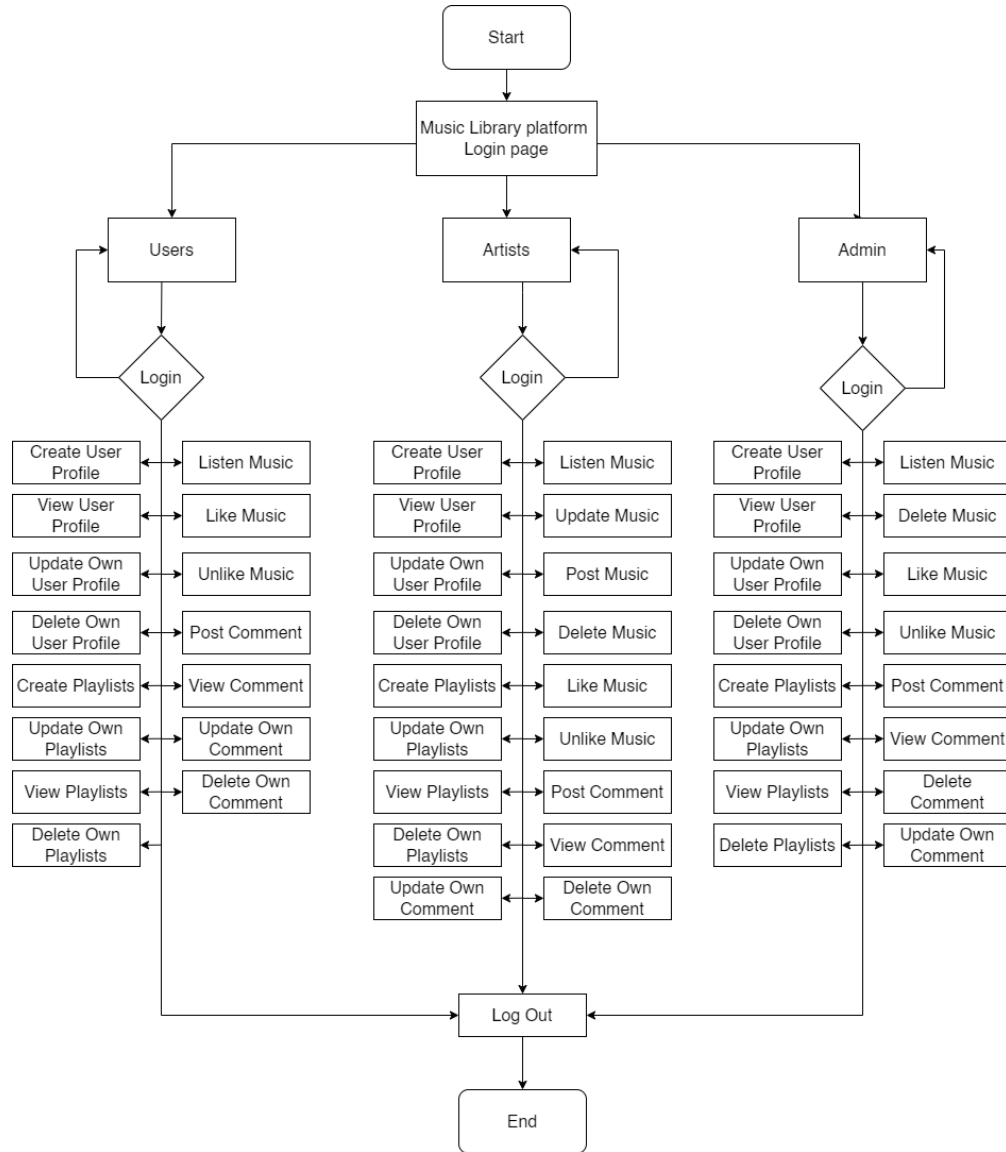 Start
Music Library platform
Login page
Users
Artists
Admin
Login
Login
Login
Create User
Profile
Listen Music
View User
Profile
Like Music
Update Own
User Profile
Unlike Music
Delete Own
User Profile
Post Comment
Create Playlists
View Comment
Update Own
Playlists
Update Own
Comment
View Playlists
Delete Own
Comment
Delete Own
Playlists
Create User
Profile
Listen Music
View User
Profile
Update Music
Update Own
User Profile
Post Music
Delete Own
User Profile
Delete Music
Create Playlists
Like Music
Update Own
Playlists
Unlike Music
View Playlists
Post Comment
Delete Own
Playlists
View Comment
Update Own
Comment
Delete Own
Comment
Create User
Profile
Listen Music
View User
Profile
Delete Music
Update Own
User Profile
Like Music
Delete Own
User Profile
Unlike Music
Create Playlists
Post Comment
Update Own
Playlists
View Comment
View Playlists
Delete
Comment
Delete Playlists
Update Own
Comment
Log Out
End